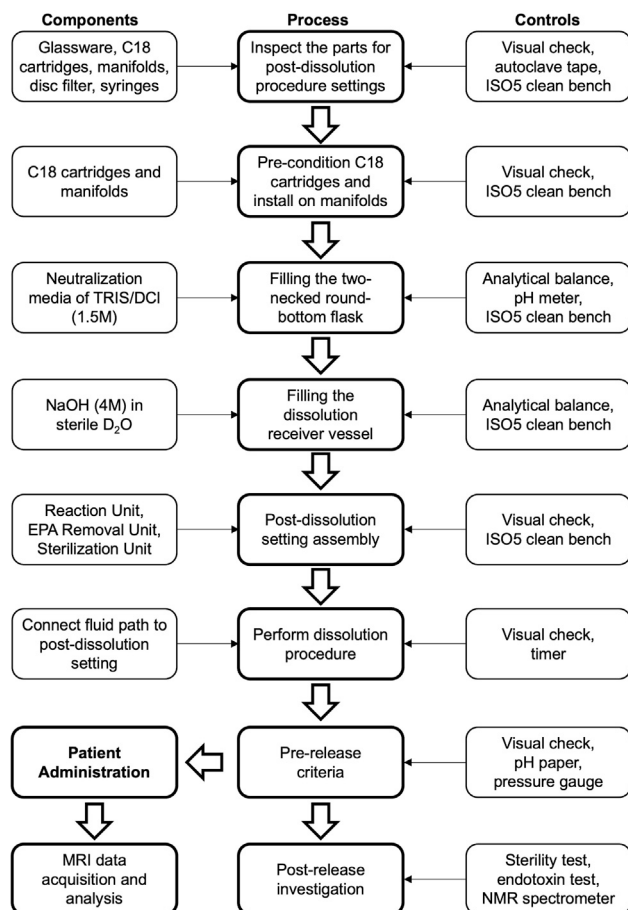 Components
Process
Controls
Glassware, C18
cartridges, manifolds,
disc filter, syringes
Inspect the parts for
post-dissolution
procedure settings
Visual check,
autoclave tape,
ISO5 clean bench
C18 cartridges and
manifolds
Pre-condition C18
cartridges and
install on manifolds
Visual check,
ISO5 clean bench
Neutralization
media of TRIS/DCl
(1.5M)
Filling the two-
necked round-
bottom flask
Analytical balance,
pH meter,
ISO5 clean bench
NaOH (4M) in
sterile D₂O
Filling the
dissolution
receiver vessel
Analytical balance,
ISO5 clean bench
Reaction Unit,
EPA Removal Unit,
Sterilization Unit
Post-dissolution
setting assembly
Visual check,
ISO5 clean bench
Connect fluid path to
post-dissolution
setting
Perform dissolution
procedure
Visual check,
timer
Patient
Administration
Pre-release
criteria
Visual check,
pH paper,
pressure gauge
MRI data
acquisition and
analysis
Post-release
investigation
Sterility test,
endotoxin test,
NMR spectrometer